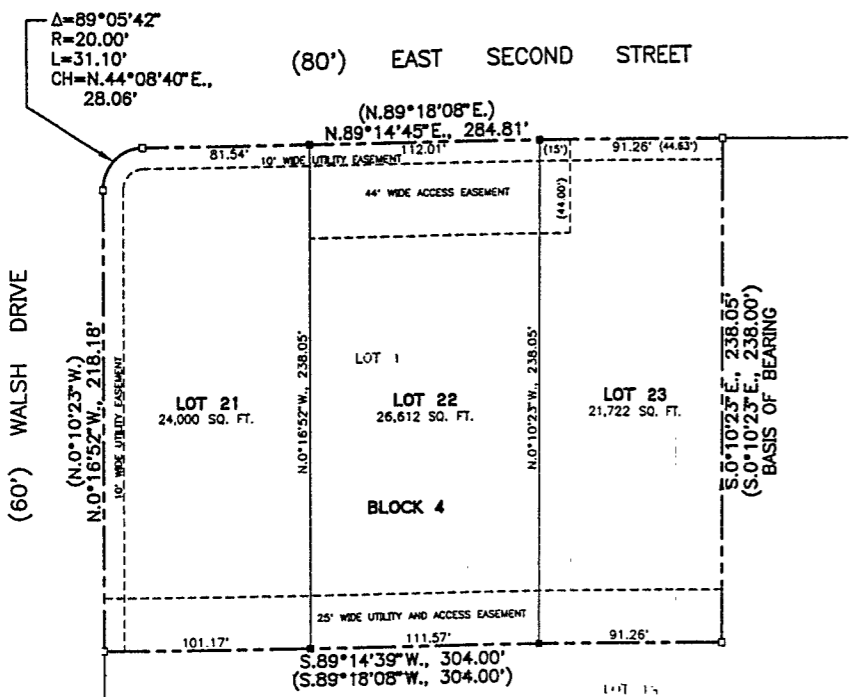 Δ=89°05'42"
R=20.00'
L=31.10'
CH=N.44°08'40"E.,
28.06'
(80') EAST SECOND STREET
(N.89°18'08"E.)
N.89°14'45"E., 284.81'
81.54'
112.01'
(15')
91.26' (44.63')
10' WIDE UTILITY EASEMENT
44' WIDE ACCESS EASEMENT
(44.00')
(60') WALSH DRIVE
(N.0°10'23"W.)
N.0°16'52"W., 218.18'
10' WIDE UTILITY EASEMENT
N.0°16'52"W., 238.05'
N.0°10'23"W., 238.05'
S.0°10'23"E., 238.05'
(S.0°10'23"E., 238.00')
BASIS OF BEARING
LOT 1
LOT 21
24,000 SQ. FT.
LOT 22
26,612 SQ. FT.
LOT 23
21,722 SQ. FT.
BLOCK 4
25' WIDE UTILITY AND ACCESS EASEMENT
101.17'
111.57'
91.26'
S.89°14'39"W., 304.00'
(S.89°18'08"W., 304.00')
LOT